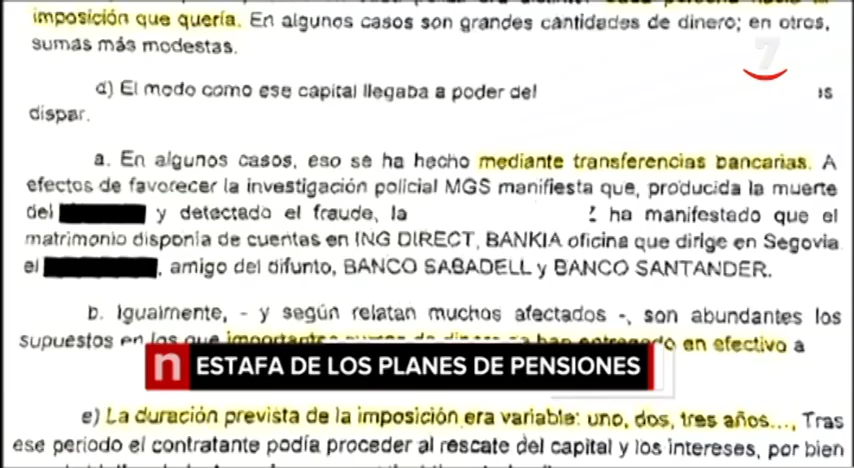 imposición que quería. En algunos casos son grandes cantidades de dinero; en otros,
sumas más modestas.
7
d) El modo como ese capital llegaba a poder del
dispar.
a. En algunos casos, eso se ha hecho mediante transferencias bancarias. A
efectos de favorecer la investigación policial MGS manifiesta que, producida la muerte
del y detectado el fraude, la ha manifestado que el
matrimonio disponía de cuentas en ING DIRECT, BANKIA oficina que dirige en Segovia
el , amigo del difunto, BANCO SABADELL y BANCO SANTANDER.
b. Igualmente, - y según relatan muchos afectados -, son abundantes los
supuestos en los que en efectivo a
n ESTAFA DE LOS PLANES DE PENSIONES
e) La duración prevista de la imposición era variable: uno, dos, tres años..., Tras
ese período el contratante podía proceder al rescate del capital y los intereses, por bien